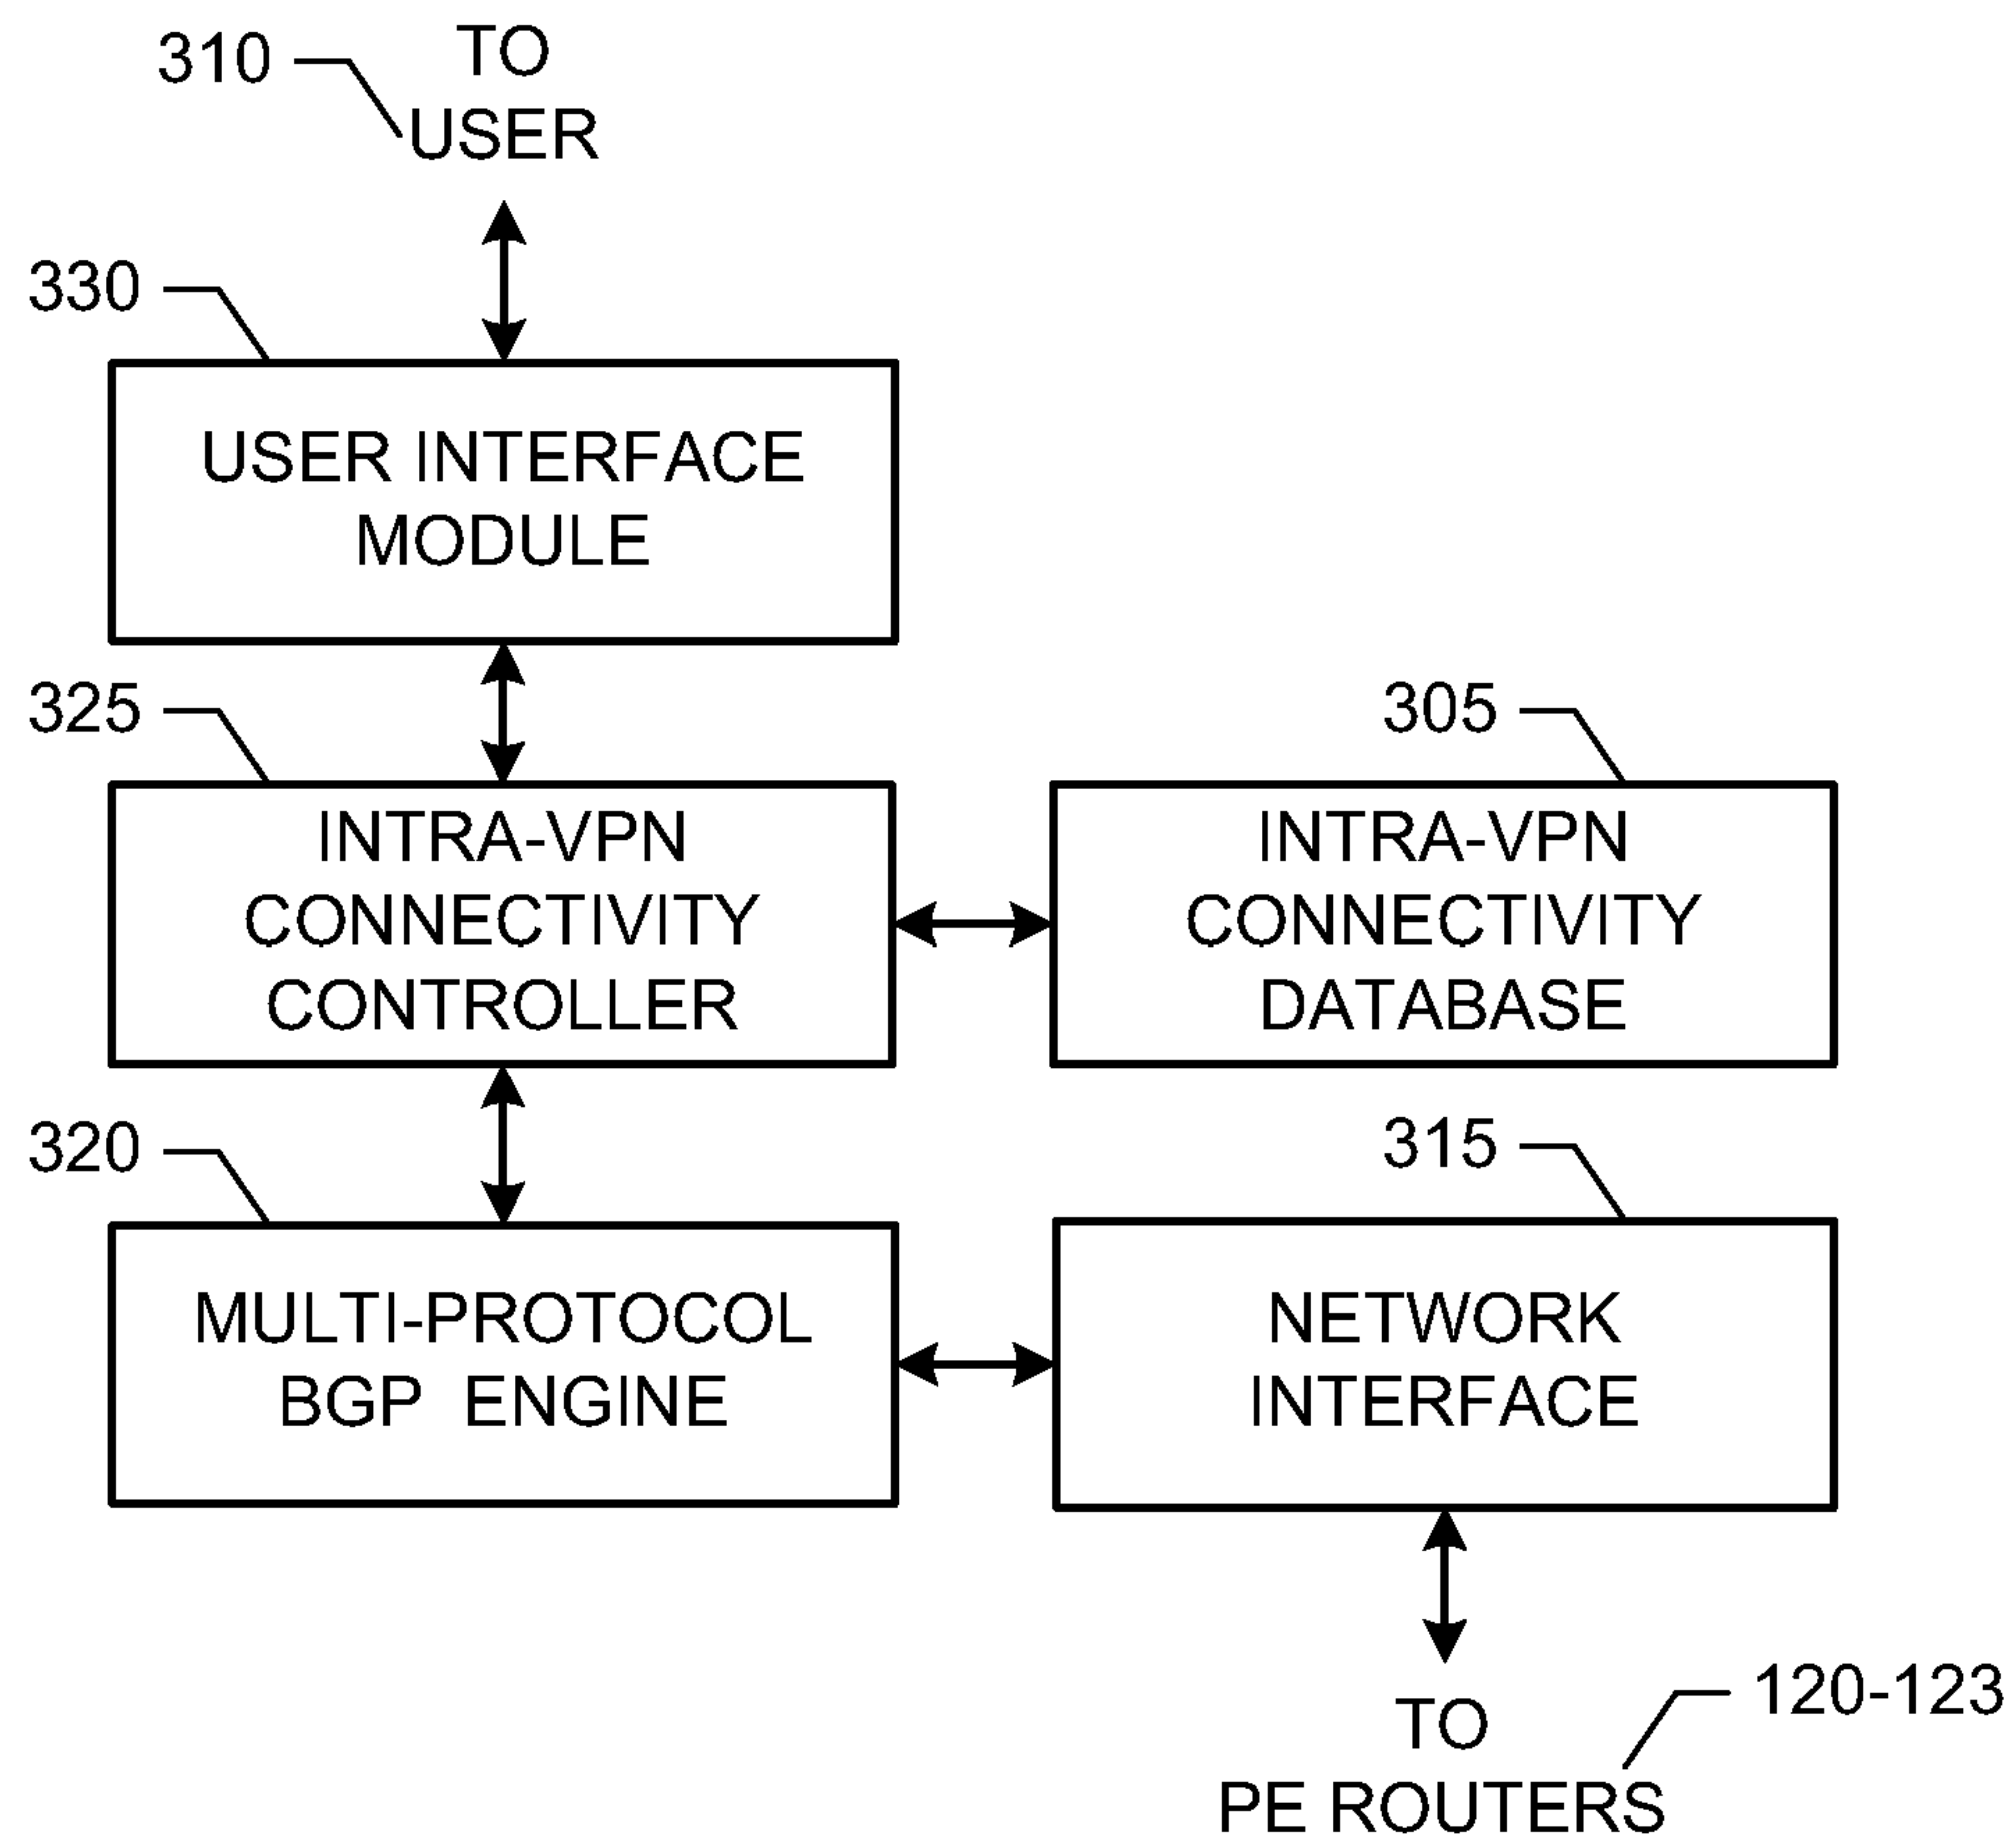 310
TO
USER
330
USER INTERFACE
MODULE
325
INTRA-VPN
CONNECTIVITY
CONTROLLER
305
INTRA-VPN
CONNECTIVITY
DATABASE
320
MULTI-PROTOCOL
BGP ENGINE
315
NETWORK
INTERFACE
TO
PE ROUTERS
120-123